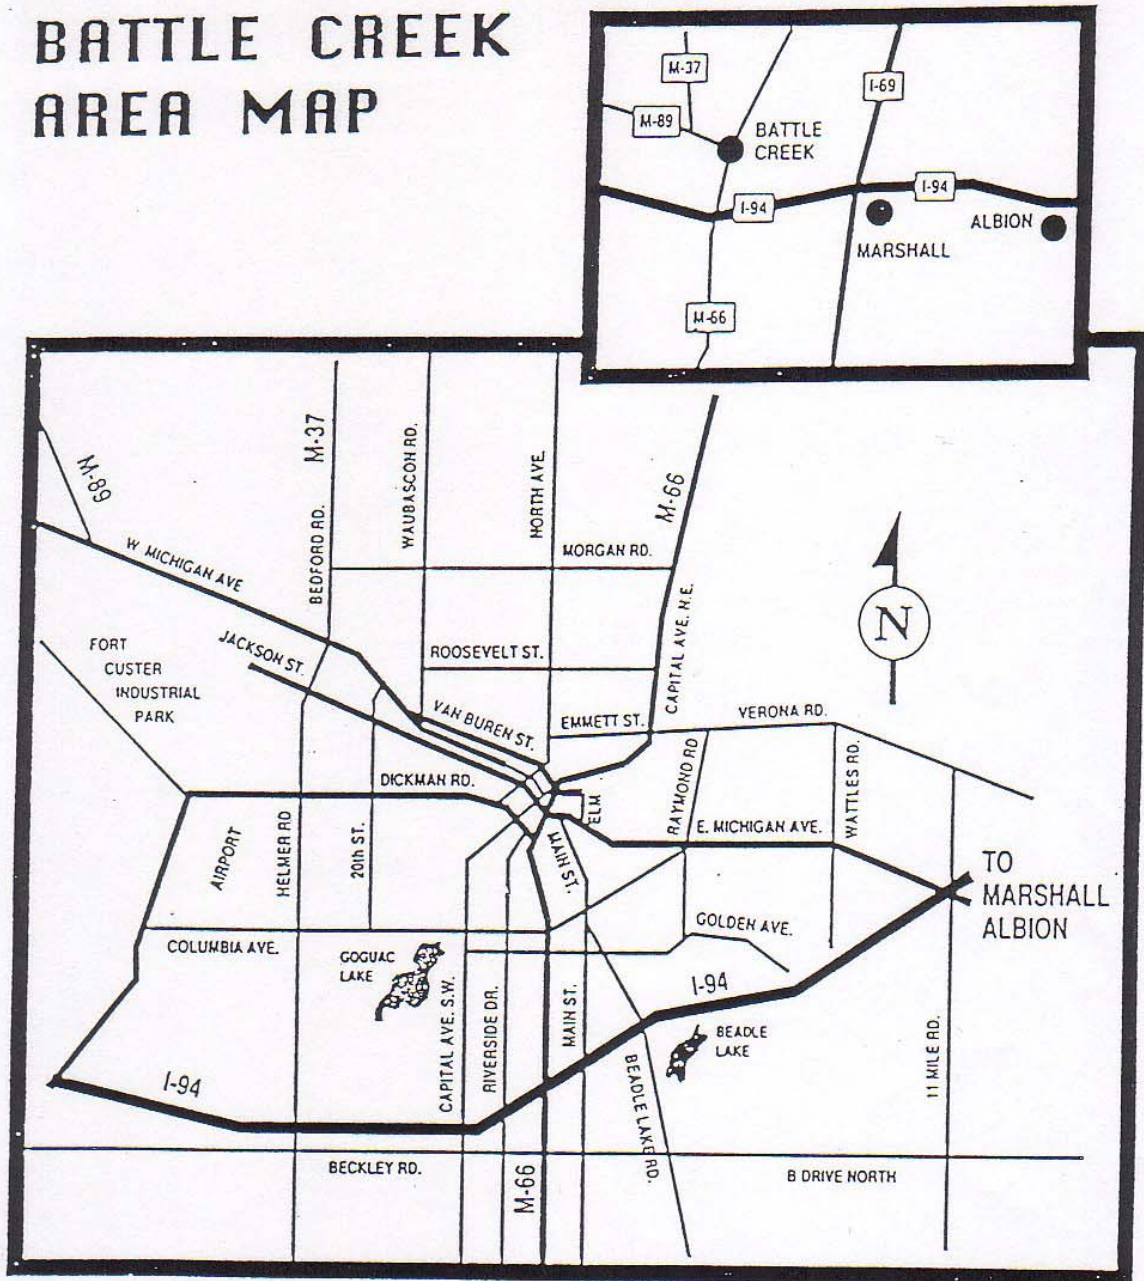 BATTLE CREEK
AREA MAP
M-37
I-69
M-89
BATTLE
CREEK
I-94
I-94
ALBION
MARSHALL
M-66
M-89
W MICHIGAN AVE
BEDFORD RD.
M-37
WAUBASCON RD.
NORTH AVE.
MORGAN RD.
M-66
CAPITAL AVE. N.E.
N
JACKSON ST.
FORT
CUSTER
INDUSTRIAL
PARK
ROOSEVELT ST.
VAN BUREN ST.
EMMETT ST.
VERONA RD.
DICKMAN RD.
ELM
RAYMOND RD
E. MICHIGAN AVE.
WATTLES RD.
AIRPORT
HELMER RD
20th ST.
MAIN ST.
TO
MARSHALL
ALBION
COLUMBIA AVE.
GOGUAC
LAKE
GOLDEN AVE.
CAPITAL AVE. S.W.
RIVERSIDE DR.
MAIN ST.
I-94
BEADLE
LAKE
11 MILE RD.
I-94
BEADLE LAKE RD.
BECKLEY RD.
M-66
B DRIVE NORTH